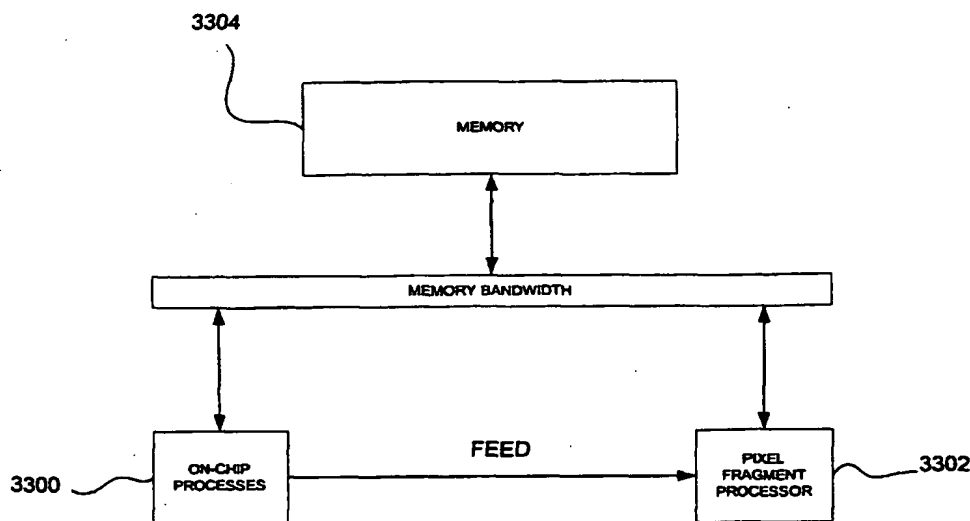 3304
MEMORY
MEMORY BANDWIDTH
FEED
3300
ON-CHIP
PROCESSES
PIXEL
FRAGMENT
PROCESSOR
3302